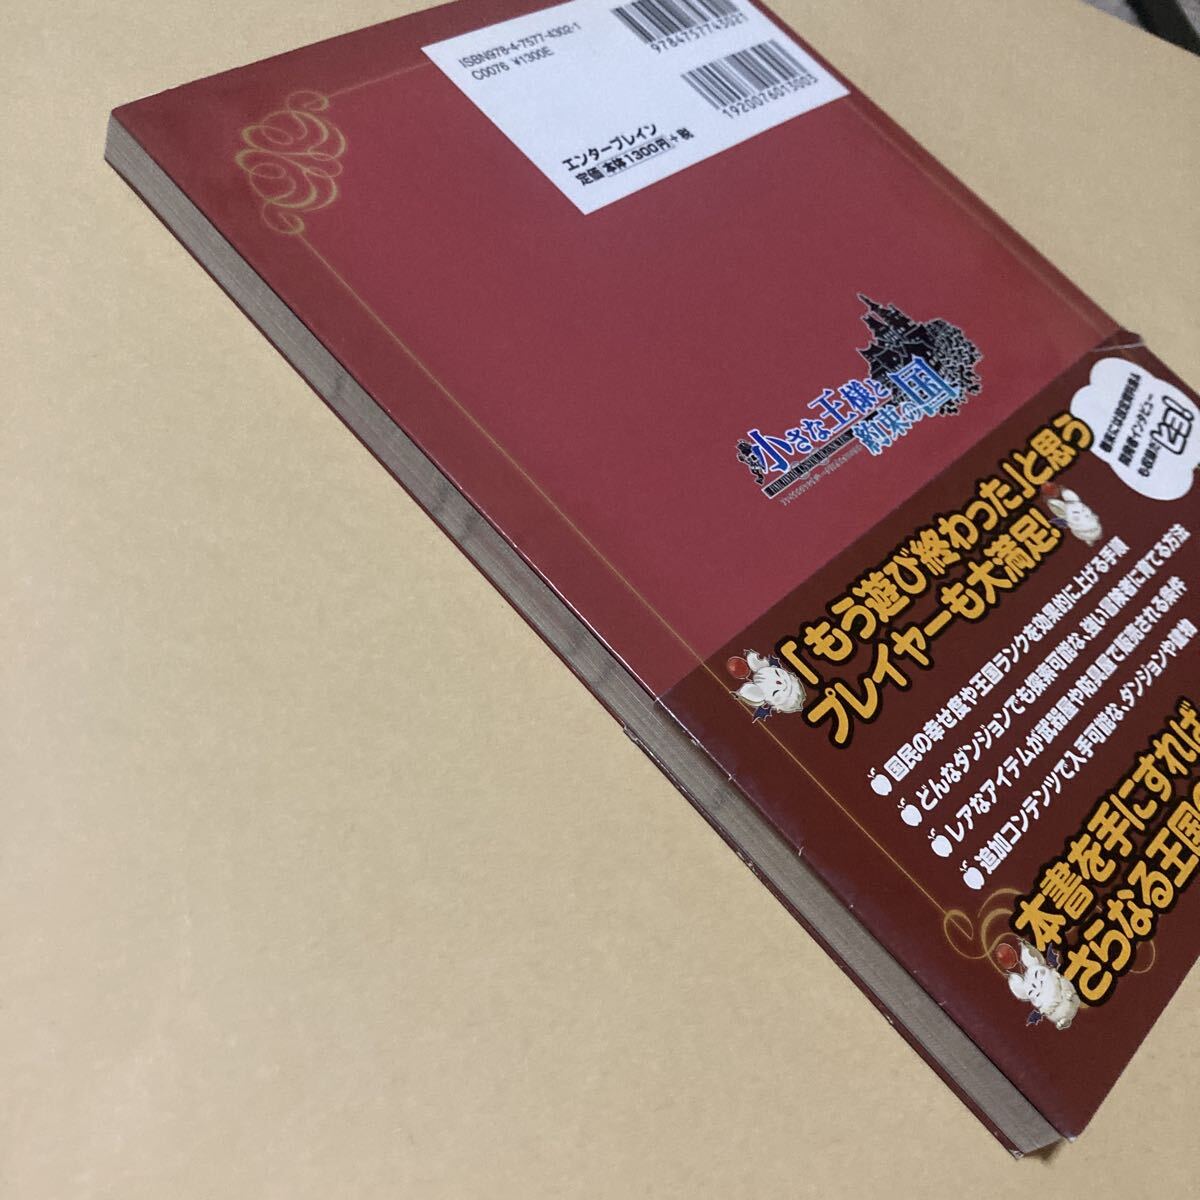 ISBN978-4-7577-4302-1
C0076 ¥1300E
9784757743021
1920076013003
エンターブレイン
定価 本体1300円+税
小さな王様と
約束の国
「もう遊び終わった」と思う
プレイヤーも大満足!
国民の幸せ度や王国ランクを効果的に上げる手順
どんなダンジョンでも探索可能な、強い冒険者に育てる方法
レアなアイテムが武器屋や防具屋で販売される条件
追加コンテンツで入手可能な、ダンジョンや建物
本書を手にすれば
さらなる王国